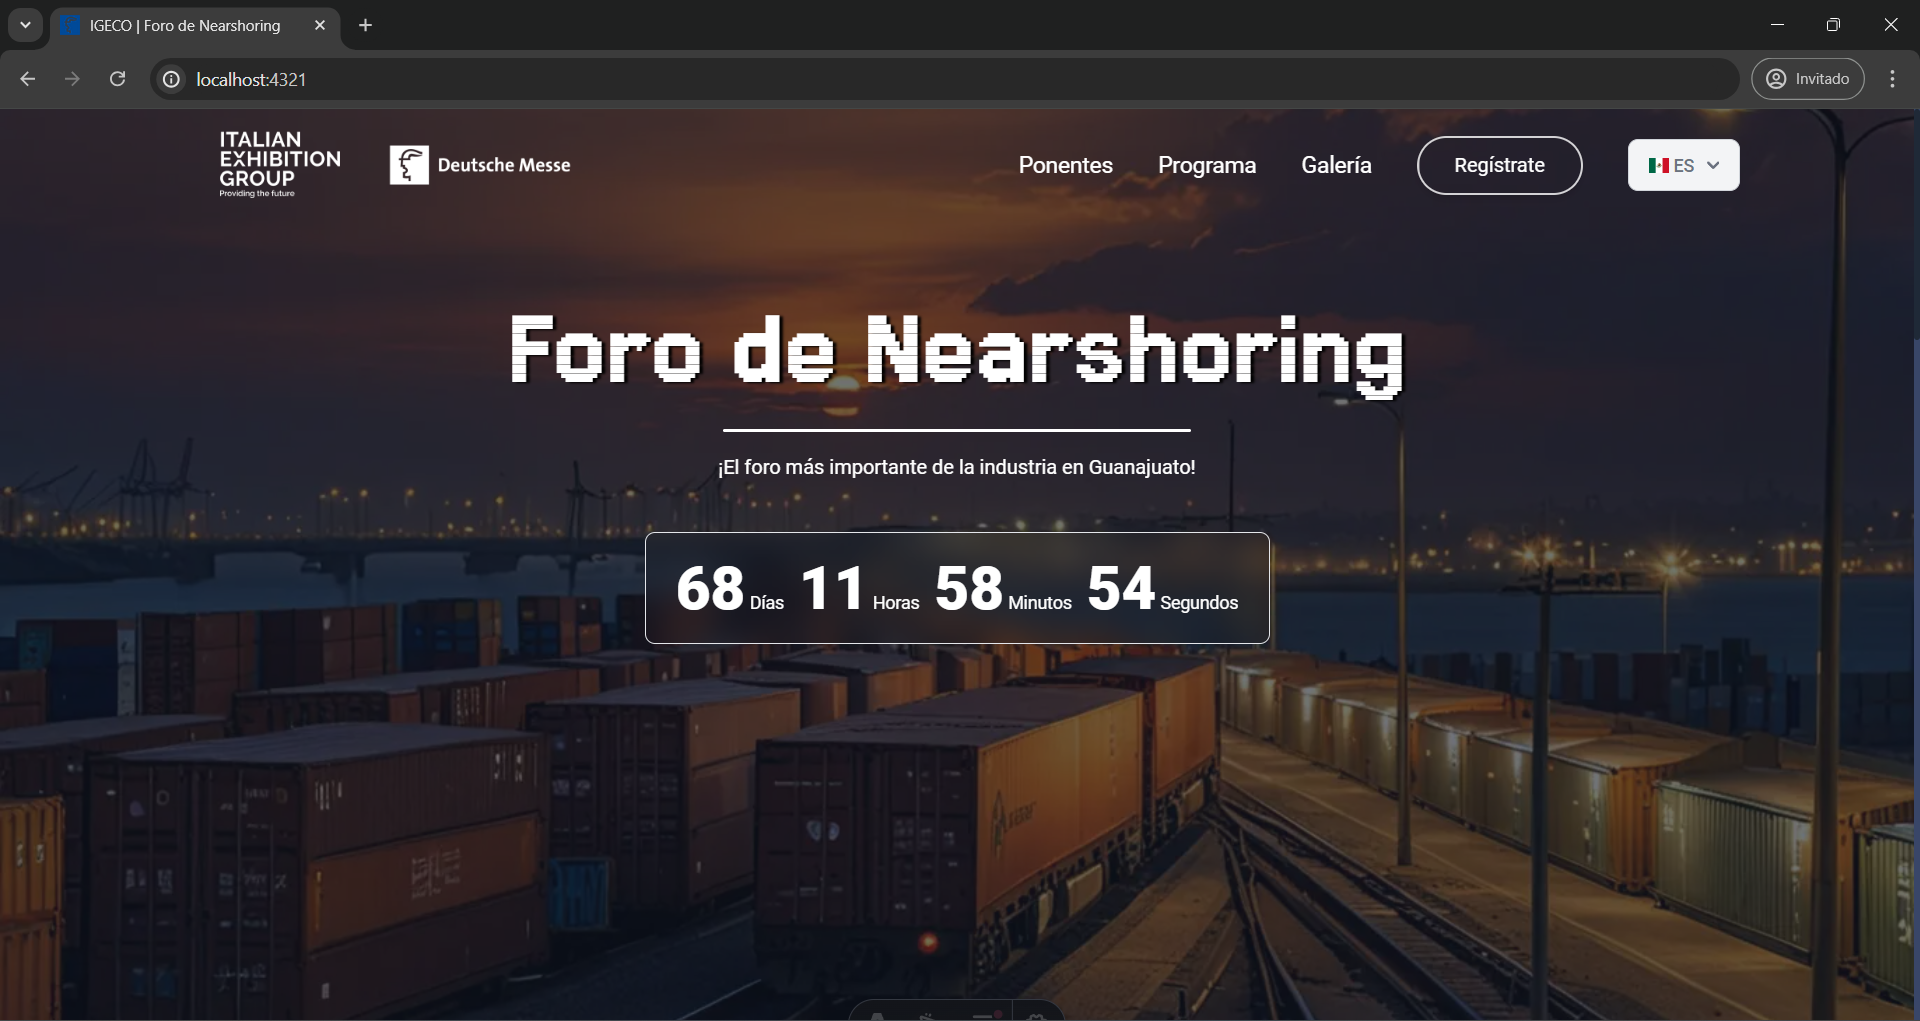 IGECO | Foro de Nearshoring
localhost:4321
Invitado
ITALIAN
EXHIBITION
GROUP
Providing the future
Deutsche Messe
Ponentes
Programa
Galería
Regístrate
ES
Foro de Nearshoring
¡El foro más importante de la industria en Guanajuato!
68 Días 11 Horas 58 Minutos 54 Segundos